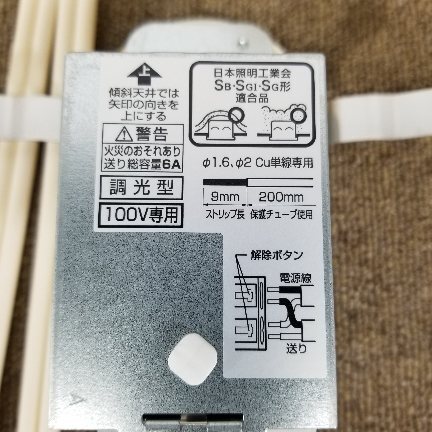 上
傾斜天井では
矢印の向きを
上にする
⚠警告
火災のおそれあり
送り総容量6A
調光型
100V専用
日本照明工業会
SB・SGI・SG形
適合品
φ1.6、φ2 Cu単線専用
9mm 200mm
ストリップ長 保護チューブ使用
解除ボタン
電源線
送り